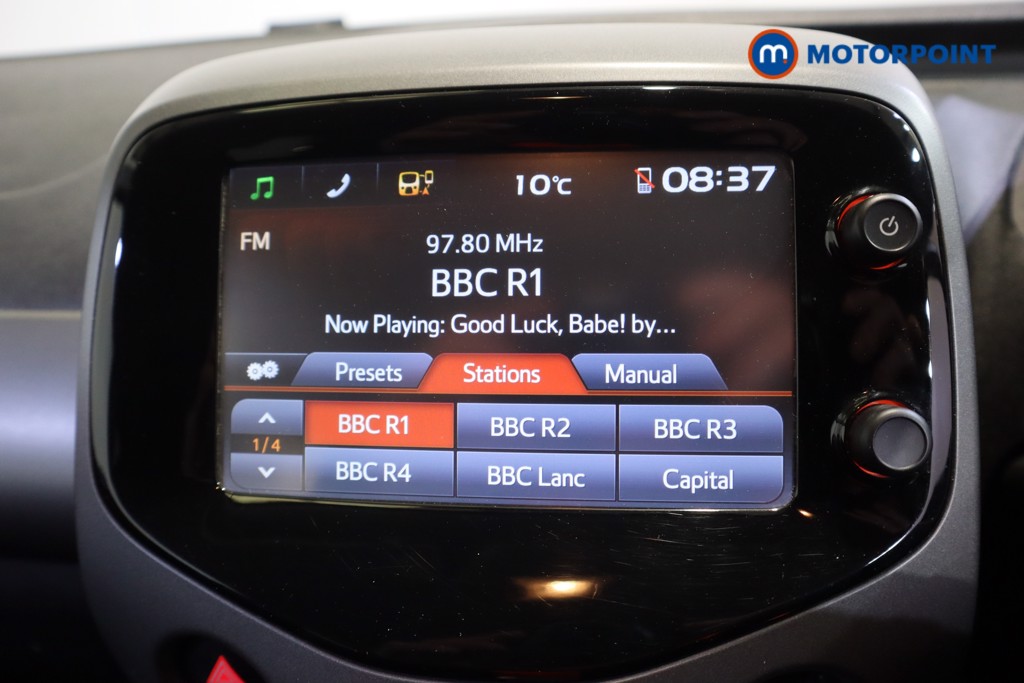 m MOTORPOINT
10°C 08:37
FM
97.80 MHz
BBC R1
Now Playing: Good Luck, Babe! by...
Presets Stations Manual
BBC R1 BBC R2 BBC R3
1/4
BBC R4 BBC Lanc Capital